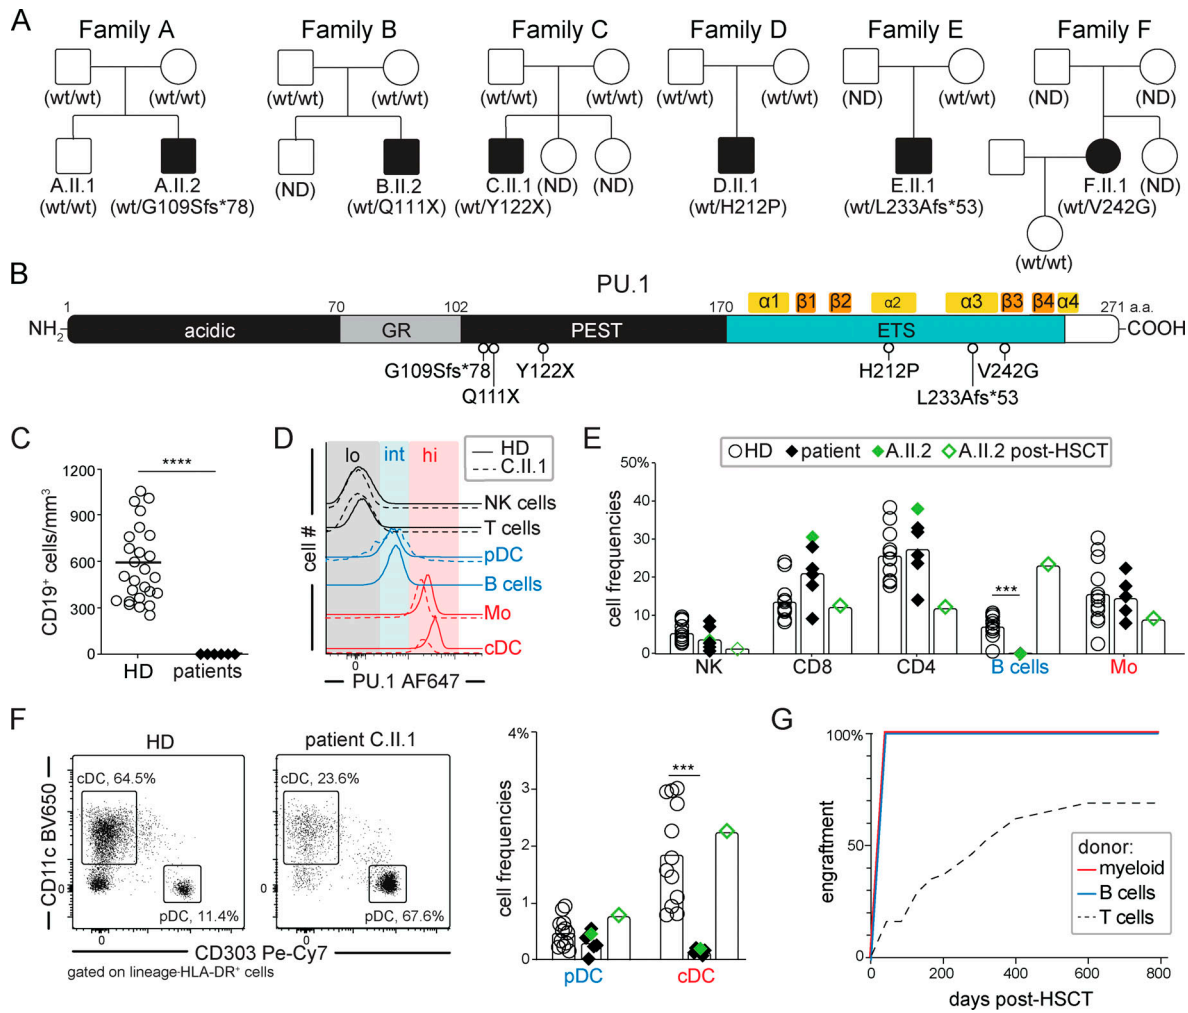 A
Family A
Family B
Family C
Family D
Family E
Family F
(wt/wt) (wt/wt) (wt/wt) (wt/wt) (wt/wt) (wt/wt) (wt/wt) (ND) (wt/wt) (ND) (ND)
A.II.1 A.II.2 (ND) B.II.2 C.II.1 (ND) (ND) D.II.1 E.II.1 F.II.1 (ND)
(wt/wt) (wt/G109Sfs*78) (wt/Q111X) (wt/Y122X) (wt/H212P) (wt/L233Afs*53) (wt/V242G)
(wt/wt)
B
PU.1
1 70 102 170 α1 β1 β2 α2 α3 β3 β4 α4 271 a.a.
NH2 acidic GR PEST ETS COOH
G109Sfs*78 Y122X H212P V242G
Q111X L233Afs*53
C
CD19+ cells/mm3
1200
900
600
300
0
****
HD patients
D
lo int hi
HD
C.II.1
NK cells
T cells
pDC
B cells
Mo
cDC
cell #
0
PU.1 AF647
E
HD patient A.II.2 A.II.2 post-HSCT
cell frequencies
50%
40
30
20
10
0
***
NK CD8 CD4 B cells Mo
F
HD patient C.II.1
cDC, 64.5% cDC, 23.6%
CD11c BV650
0 0
pDC, 11.4% pDC, 67.6%
0 0
CD303 Pe-Cy7
gated on lineage-HLA-DR+ cells
cell frequencies
4%
3
2
1
0
***
pDC cDC
G
engraftment
100%
50
0
donor:
myeloid
B cells
T cells
0 200 400 600 800
days post-HSCT